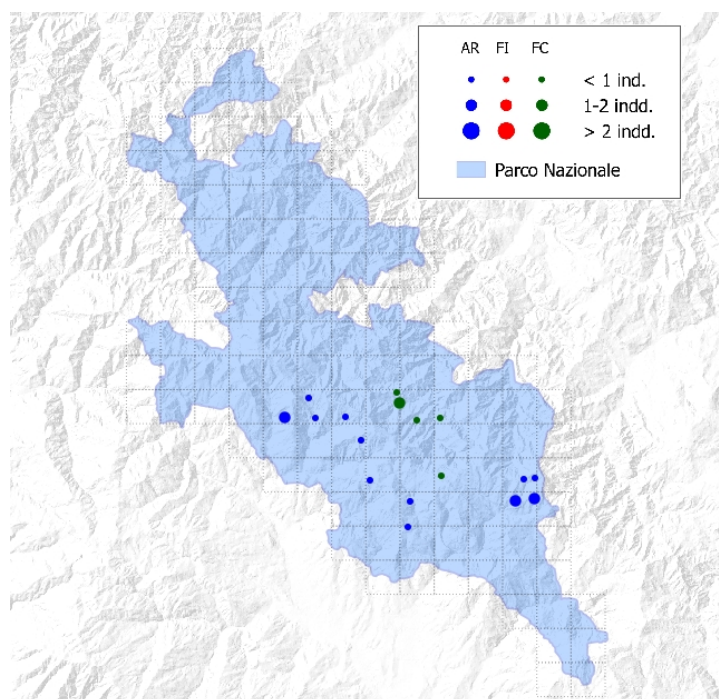 AR FI FC
< 1 ind.
1-2 indd.
> 2 indd.
Parco Nazionale